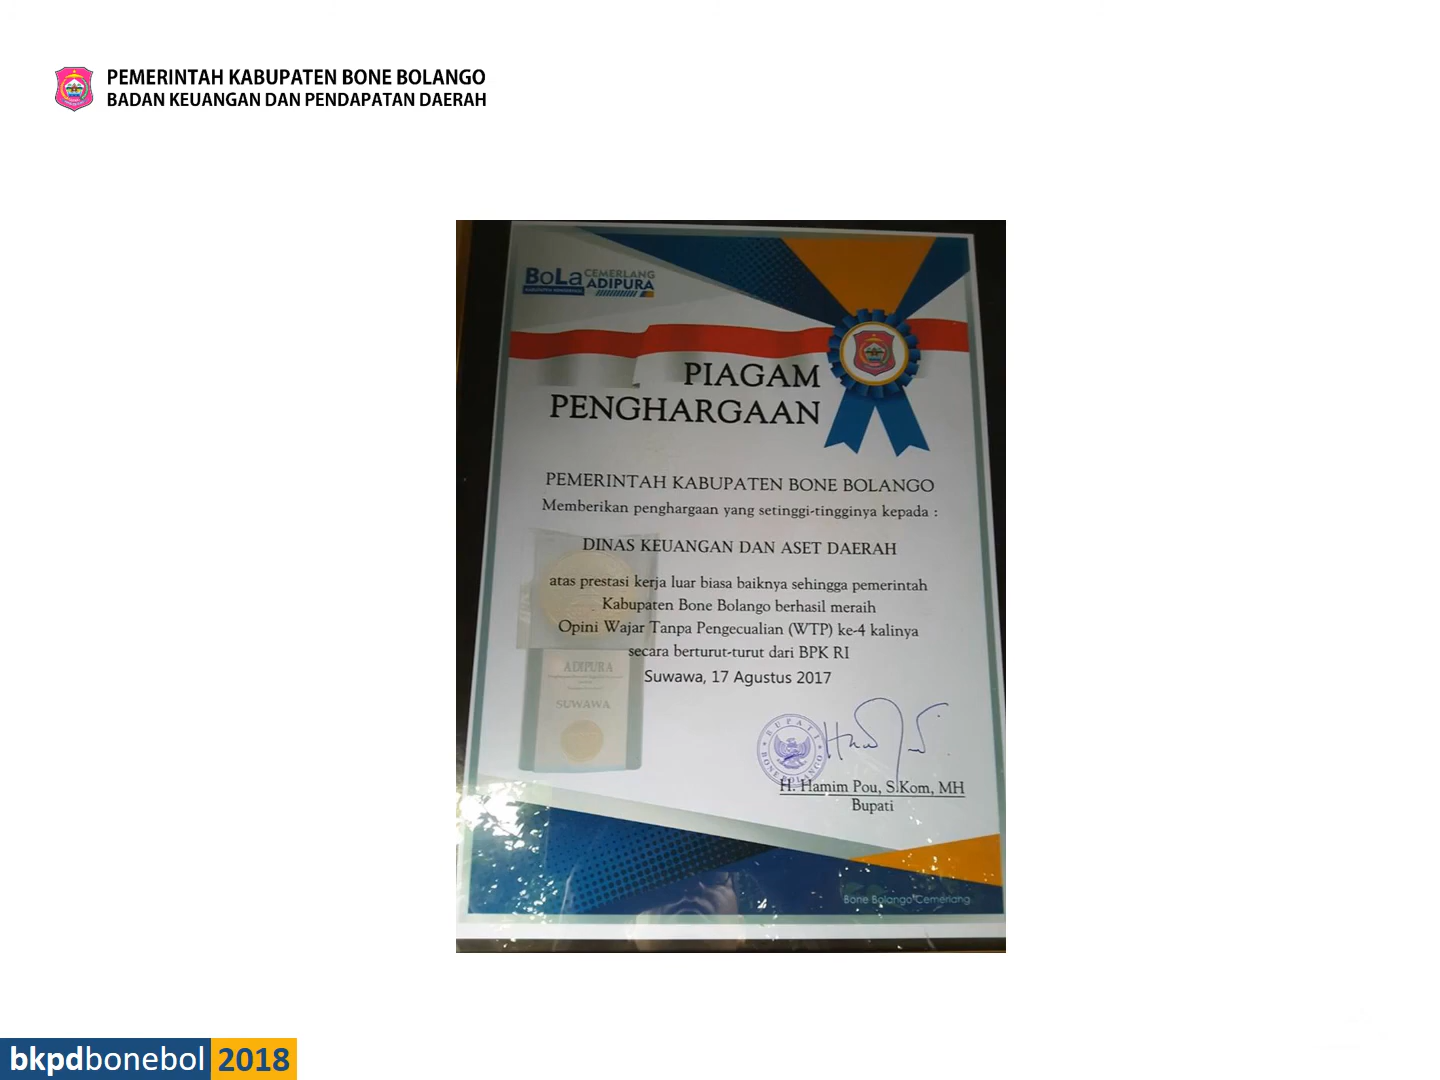 PEMERINTAH KABUPATEN BONE BOLANGO
BADAN KEUANGAN DAN PENDAPATAN DAERAH
BoLa CEMERLANG
ADIPURA
PIAGAM
PENGHARGAAN
PEMERINTAH KABUPATEN BONE BOLANGO
Memberikan penghargaan yang setinggi-tingginya kepada :
DINAS KEUANGAN DAN ASET DAERAH
atas prestasi kerja luar biasa baiknya sehingga pemerintah
Kabupaten Bone Bolango berhasil meraih
Opini Wajar Tanpa Pengecualian (WTP) ke-4 kalinya
secara berturut-turut dari BPK RI
ADIPURA
Suwawa, 17 Agustus 2017
SUWAWA
BUPATI
BONE BOLANGO
H. Hamim Pou, S.Kom, MH
Bupati
Bone Bolango Cemerlang
bkpdbonebol 2018